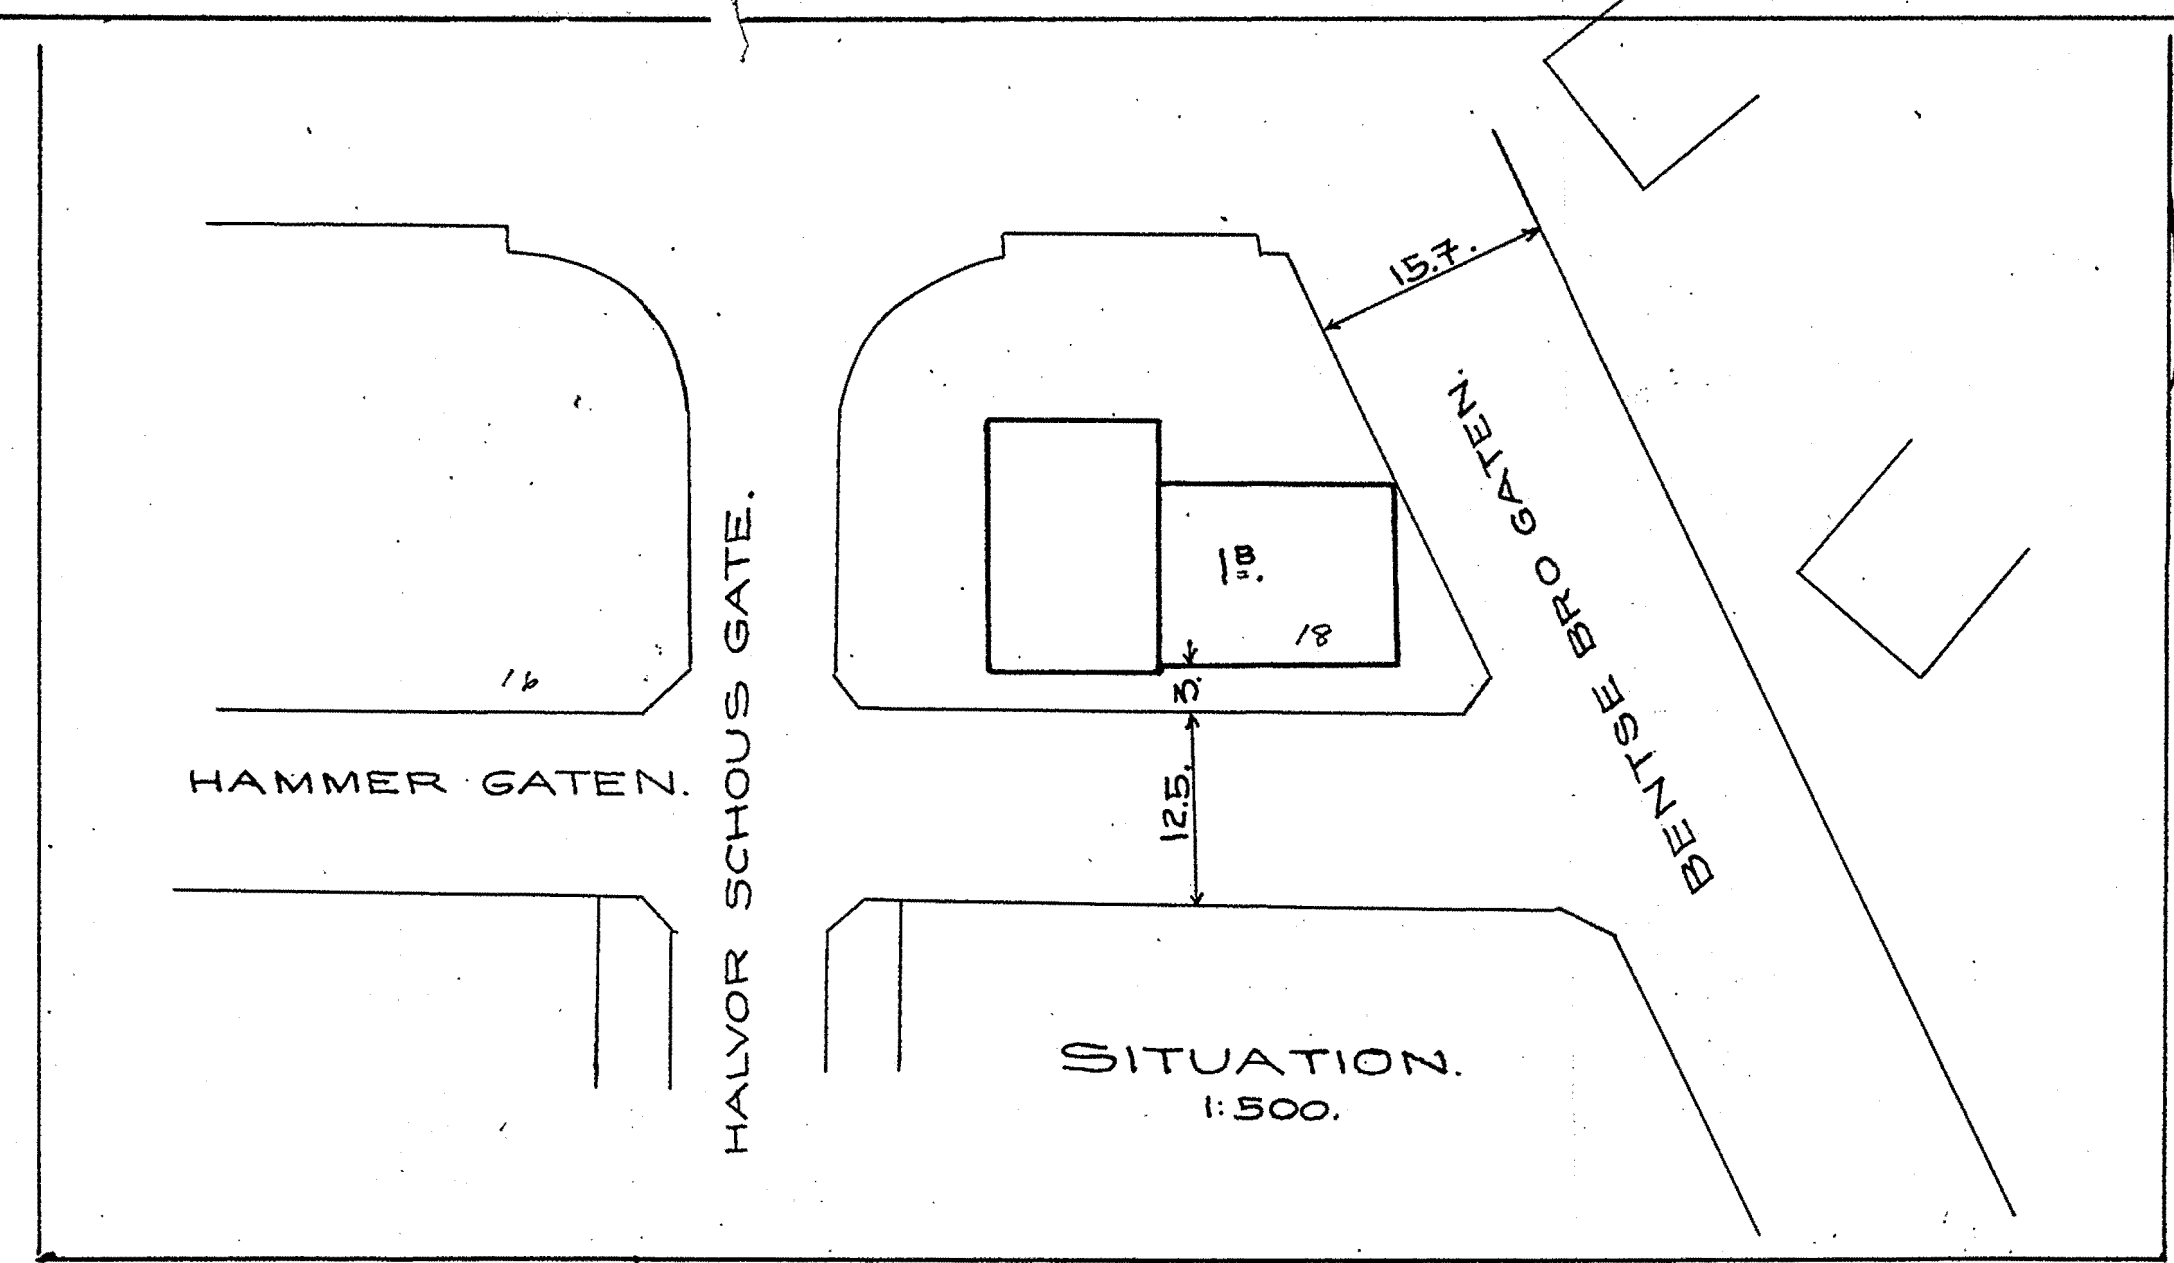 15.7.
BENTSE BRO GATEN.
HALVOR SCHOUS GATE.
1B.
18
16
3.
HAMMER GATEN.
12.5.
SITUATION.
1:500.